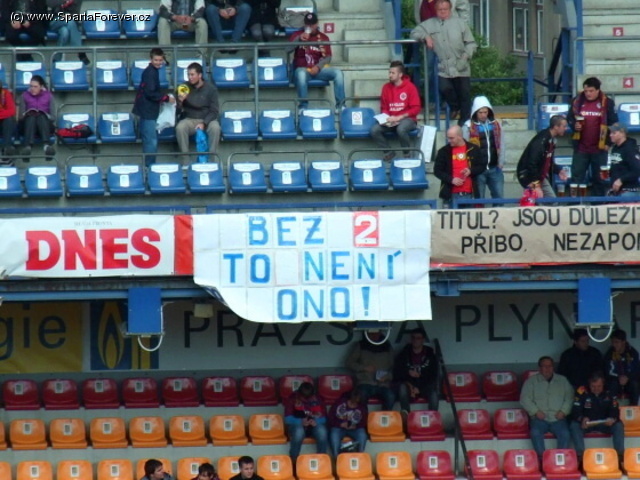 (c) www.SpartaForever.cz
DNES
BEZ 2
TO NENÍ
ONO!
TITUL? JSOU DŮLEŽIT
PŘIBO. NEZAPO
PRAŽSKÁ PLYN